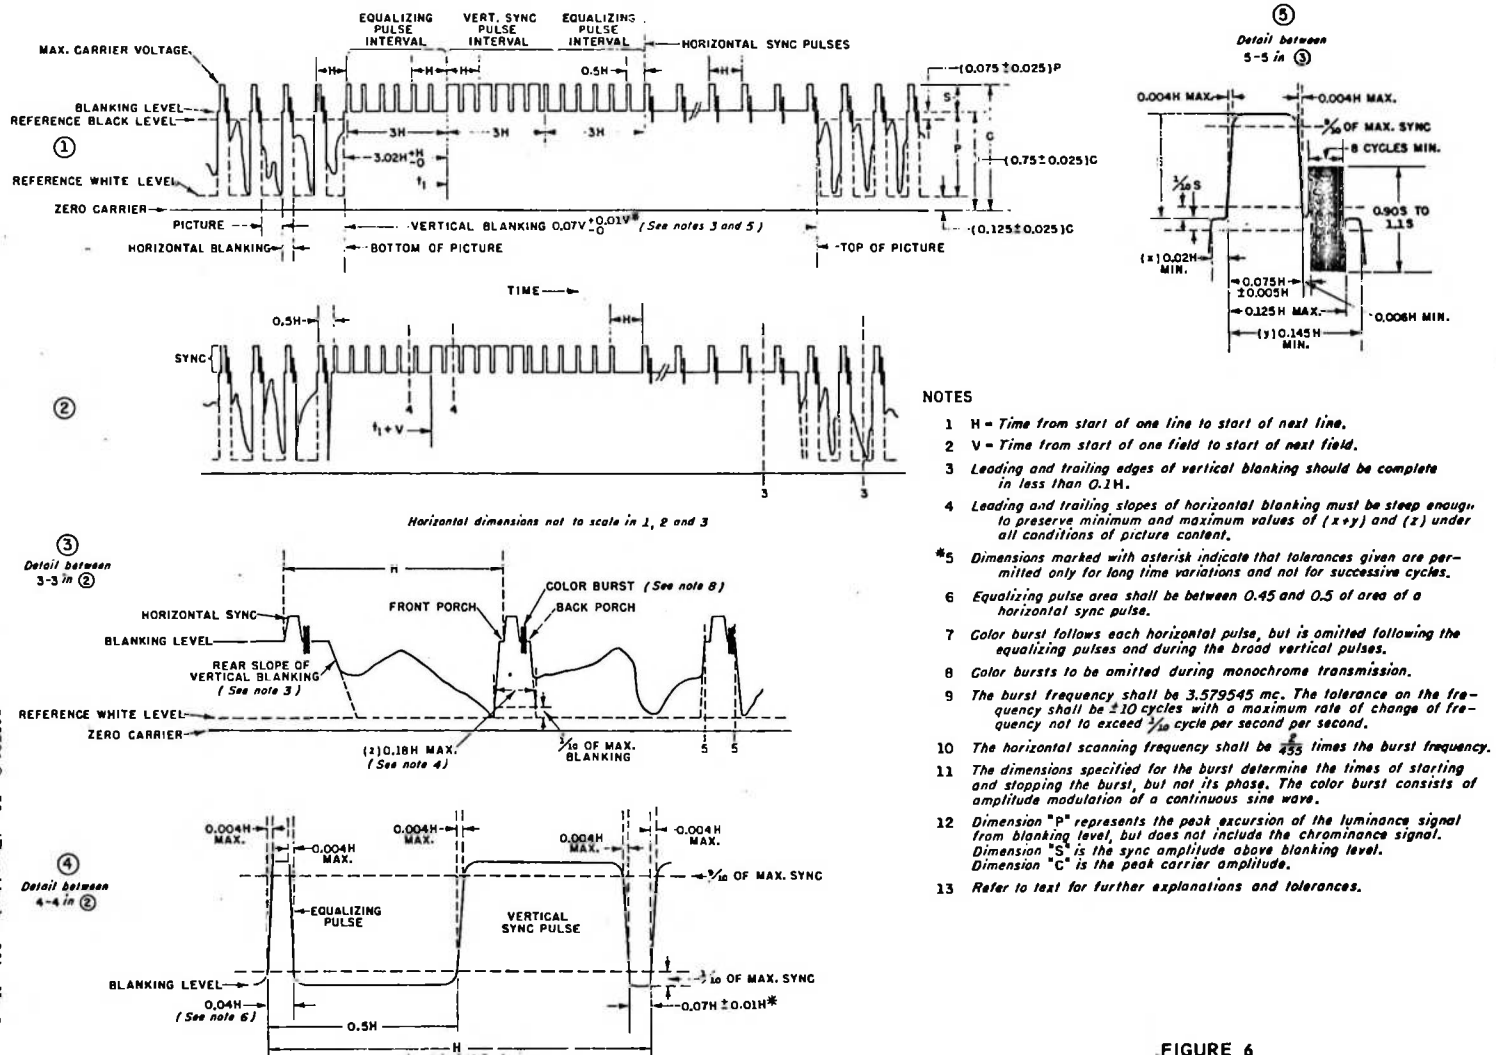 EQUALIZING
PULSE
INTERVAL
VERT. SYNC
PULSE
INTERVAL
EQUALIZING
PULSE
INTERVAL
MAX. CARRIER VOLTAGE
HORIZONTAL SYNC PULSES
H
H
H
0.5H
H
(0.075±0.025)P
BLANKING LEVEL
REFERENCE BLACK LEVEL
S
C
P
3H
3H
3H
①
3.02H +H -0
t₁
(0.75±0.025)C
REFERENCE WHITE LEVEL
ZERO CARRIER
PICTURE
VERTICAL BLANKING 0.07V +0.01V -0 * (See notes 3 and 5)
(0.125±0.025)C
HORIZONTAL BLANKING
BOTTOM OF PICTURE
TOP OF PICTURE
TIME
0.5H
H
SYNC
②
4
4
t₁+V
3
3
Horizontal dimensions not to scale in 1, 2 and 3
③
Detail between
3-3 in ②
H
HORIZONTAL SYNC
FRONT PORCH
COLOR BURST (See note 8)
BACK PORCH
BLANKING LEVEL
REAR SLOPE OF
VERTICAL BLANKING
(See note 3)
REFERENCE WHITE LEVEL
ZERO CARRIER
(z) 0.18H MAX.
(See note 4)
1/10 OF MAX.
BLANKING
5
5
④
Detail between
4-4 in ②
0.004H
MAX.
0.004H
MAX.
0.004H
MAX.
0.004H
MAX.
0.004H
MAX.
9/10 OF MAX. SYNC
EQUALIZING
PULSE
VERTICAL
SYNC PULSE
BLANKING LEVEL
1/10 OF MAX. SYNC
0.04H
(See note 6)
0.07H ±0.01H*
0.5H
H
⑤
Detail between
5-5 in ③
0.004H MAX.
0.004H MAX.
9/10 OF MAX. SYNC
8 CYCLES MIN.
S
1/10 S
0.90S TO
1.1S
(x) 0.02H
MIN.
0.075H
±0.005H
0.125H MAX.
0.006H MIN.
(y) 0.145H
MIN.
NOTES
1 H = Time from start of one line to start of next line.
2 V = Time from start of one field to start of next field.
3 Leading and trailing edges of vertical blanking should be complete
in less than 0.1H.
4 Leading and trailing slopes of horizontal blanking must be steep enough
to preserve minimum and maximum values of (x+y) and (z) under
all conditions of picture content.
*5 Dimensions marked with asterisk indicate that tolerances given are per-
mitted only for long time variations and not for successive cycles.
6 Equalizing pulse area shall be between 0.45 and 0.5 of area of a
horizontal sync pulse.
7 Color burst follows each horizontal pulse, but is omitted following the
equalizing pulses and during the broad vertical pulses.
8 Color bursts to be omitted during monochrome transmission.
9 The burst frequency shall be 3.579545 mc. The tolerance on the fre-
quency shall be ±10 cycles with a maximum rate of change of fre-
quency not to exceed 1/10 cycle per second per second.
10 The horizontal scanning frequency shall be 2/455 times the burst frequency.
11 The dimensions specified for the burst determine the times of starting
and stopping the burst, but not its phase. The color burst consists of
amplitude modulation of a continuous sine wave.
12 Dimension "P" represents the peak excursion of the luminance signal
from blanking level, but does not include the chrominance signal.
Dimension "S" is the sync amplitude above blanking level.
Dimension "C" is the peak carrier amplitude.
13 Refer to text for further explanations and tolerances.
FIGURE 6